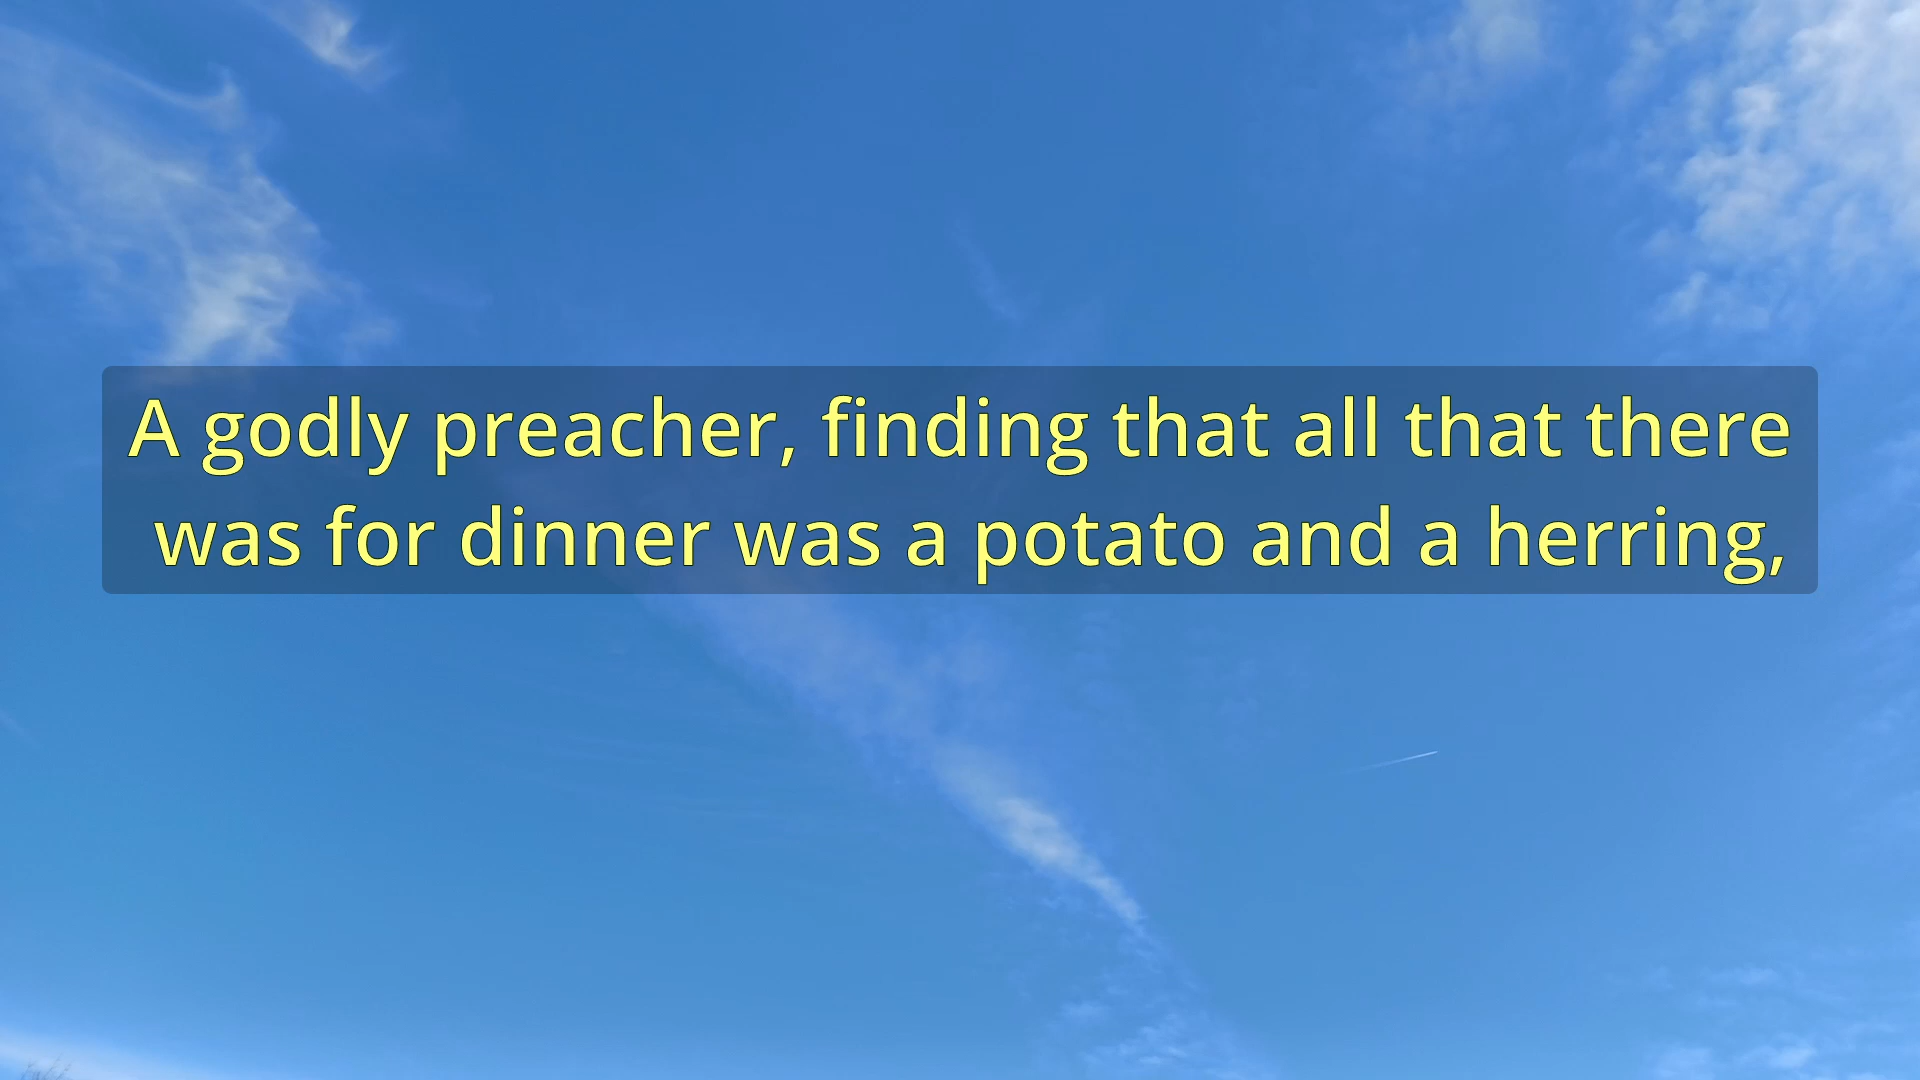 A godly preacher, finding that all that there
was for dinner was a potato and a herring,